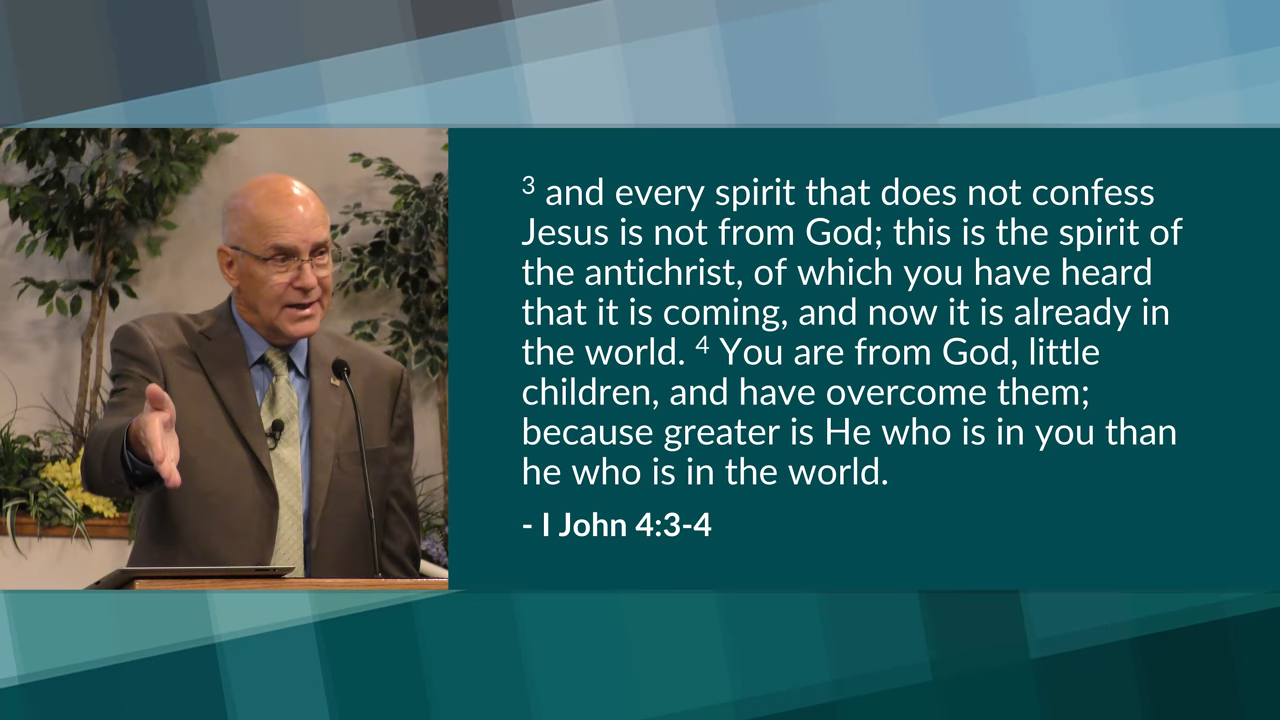 3 and every spirit that does not confess
Jesus is not from God; this is the spirit of
the antichrist, of which you have heard
that it is coming, and now it is already in
the world. 4 You are from God, little
children, and have overcome them;
because greater is He who is in you than
he who is in the world.
- I John 4:3-4